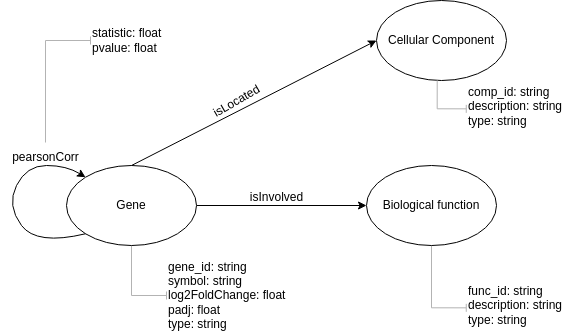 statistic: float
pvalue: float
Cellular Component
comp_id: string
description: string
type: string
isLocated
pearsonCorr
Gene
isInvolved
Biological function
gene_id: string
symbol: string
log2FoldChange: float
padj: float
type: string
func_id: string
description: string
type: string